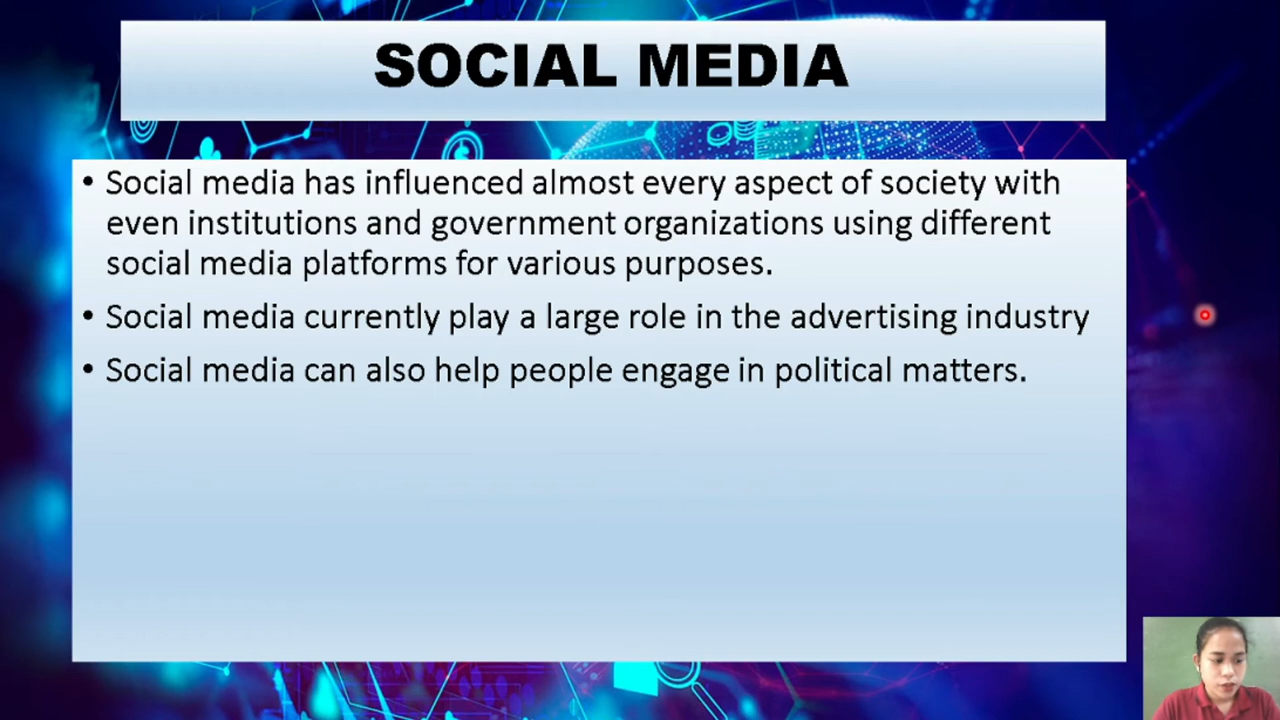 SOCIAL MEDIA
• Social media has influenced almost every aspect of society with
even institutions and government organizations using different
social media platforms for various purposes.
• Social media currently play a large role in the advertising industry
• Social media can also help people engage in political matters.